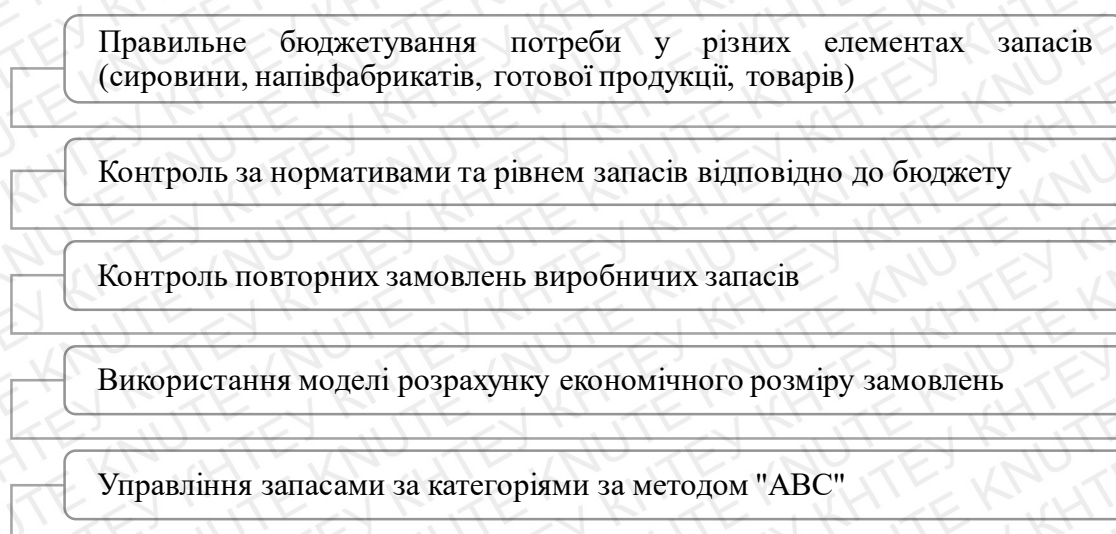 Правильне бюджетування потреби у різних елементах запасів
(сировини, напівфабрикатів, готової продукції, товарів)
Контроль за нормативами та рівнем запасів відповідно до бюджету
Контроль повторних замовлень виробничих запасів
Використання моделі розрахунку економічного розміру замовлень
Управління запасами за категоріями за методом "АВС"